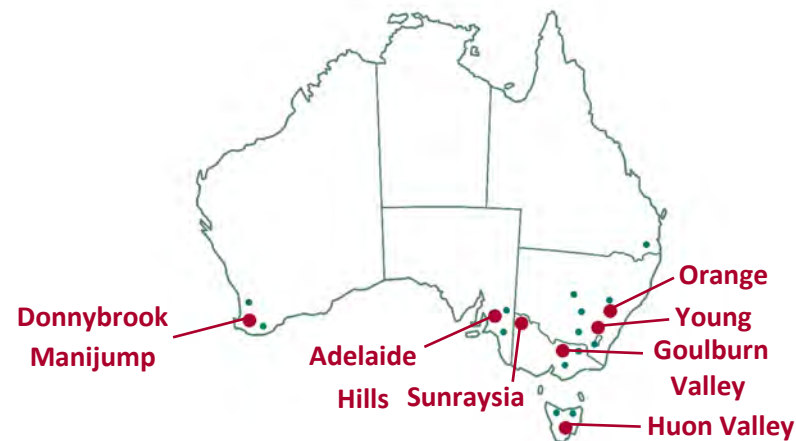 Orange
Donnybrook
Manijump
Young
Adelaide
Hills
Sunraysia
Goulburn
Valley
Huon Valley